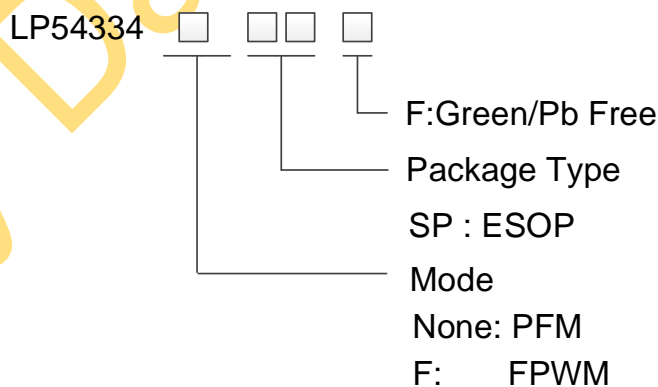 LP54334 □ □□ □
F:Green/Pb Free
Package Type
SP : ESOP
Mode
None: PFM
F: FPWM